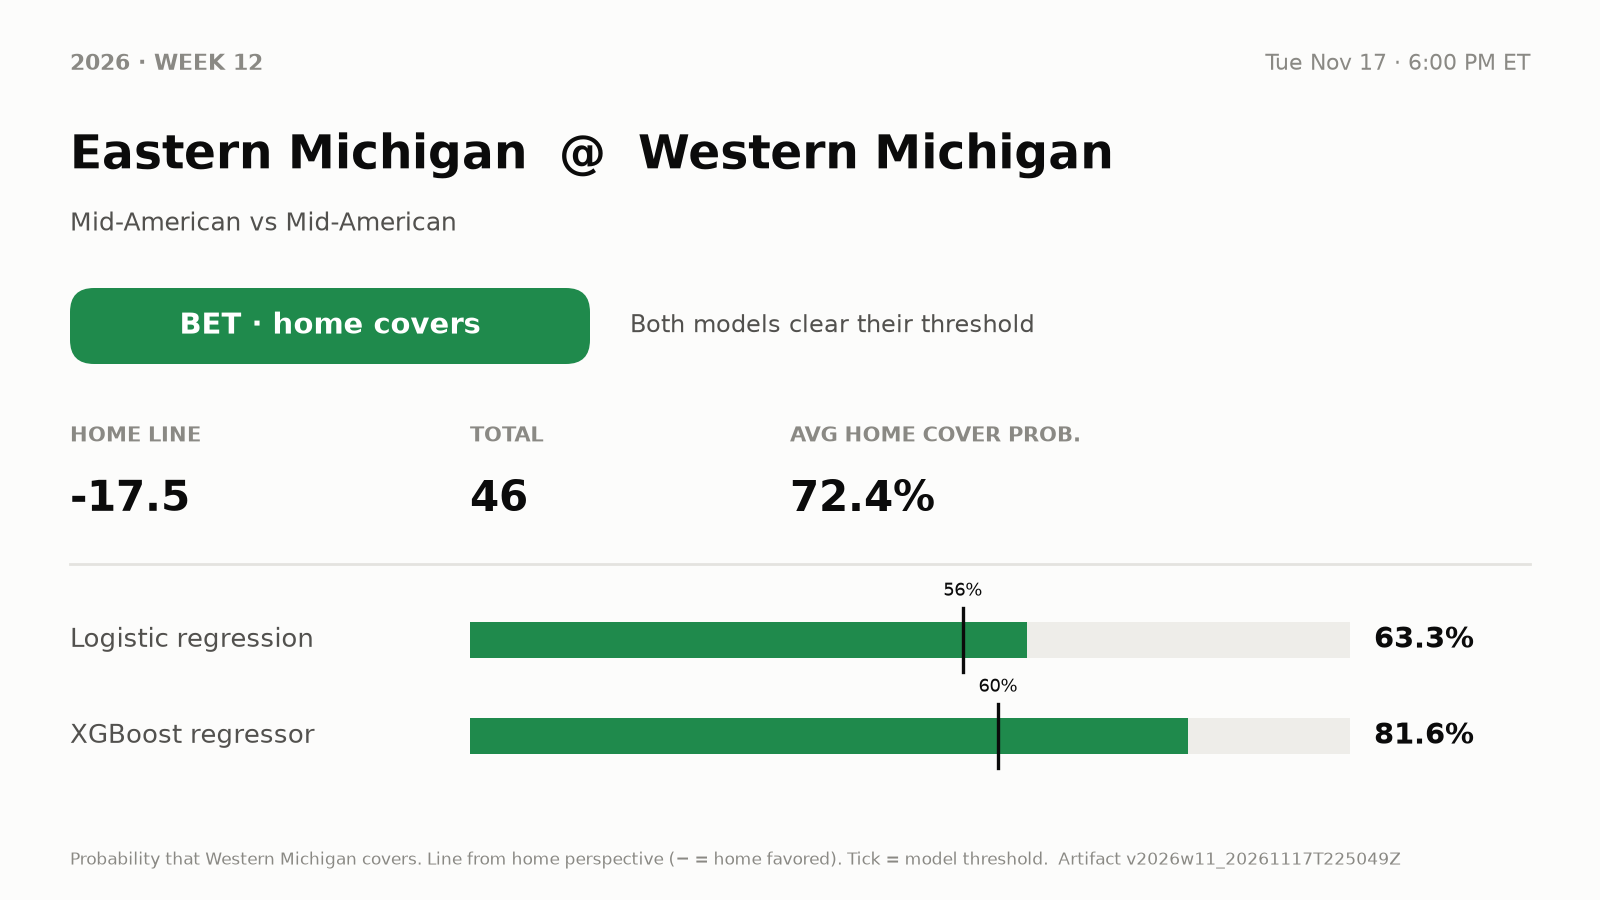 2026 · WEEK 12
Tue Nov 17 · 6:00 PM ET
Eastern Michigan @ Western Michigan
Mid-American vs Mid-American
BET · home covers
Both models clear their threshold
HOME LINE
TOTAL
AVG HOME COVER PROB.
-17.5
46
72.4%
56%
Logistic regression
63.3%
60%
XGBoost regressor
81.6%
Probability that Western Michigan covers. Line from home perspective (− = home favored). Tick = model threshold.  Artifact v2026w11_20261117T225049Z